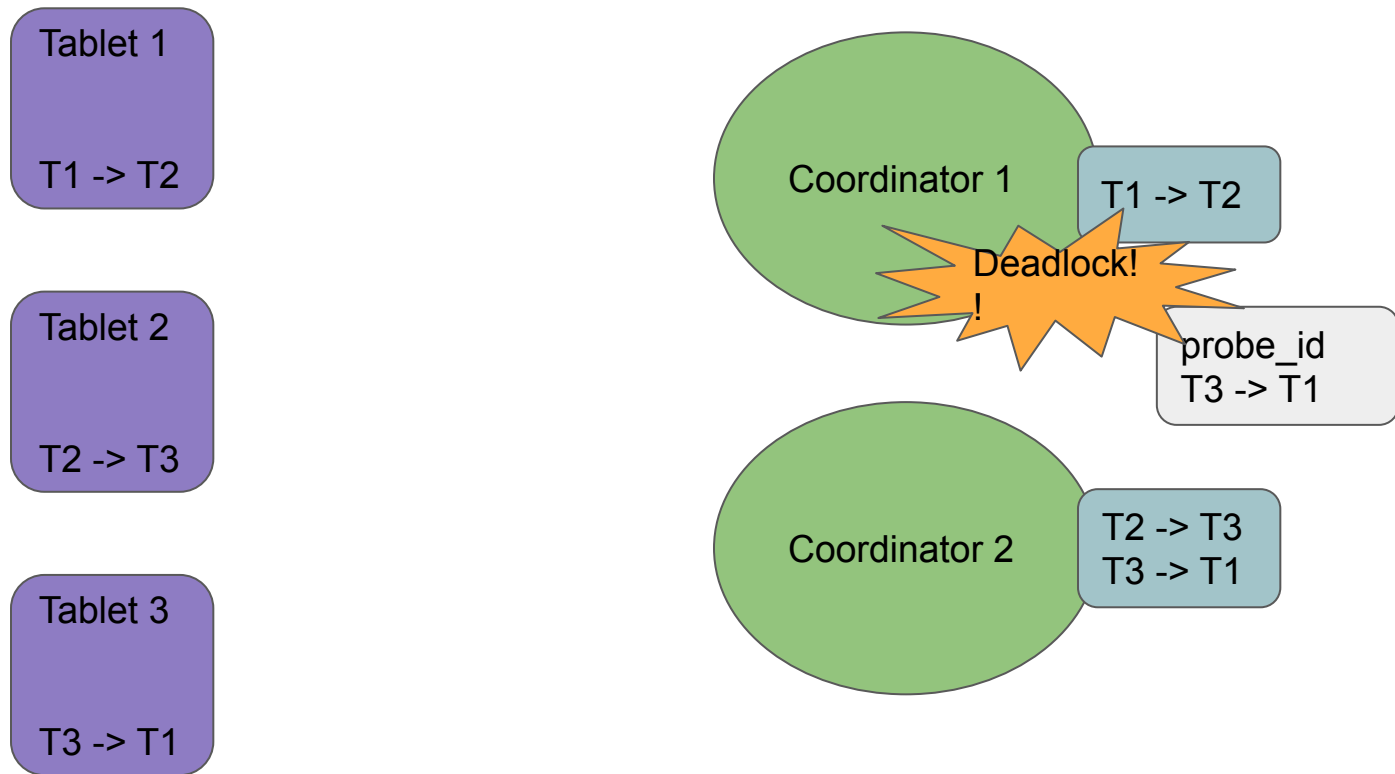 Tablet 1
T1 -> T2
Tablet 2
T2 -> T3
Tablet 3
T3 -> T1
Coordinator 1
T1 -> T2
Deadlock!
!
probe_id
T3 -> T1
Coordinator 2
T2 -> T3
T3 -> T1